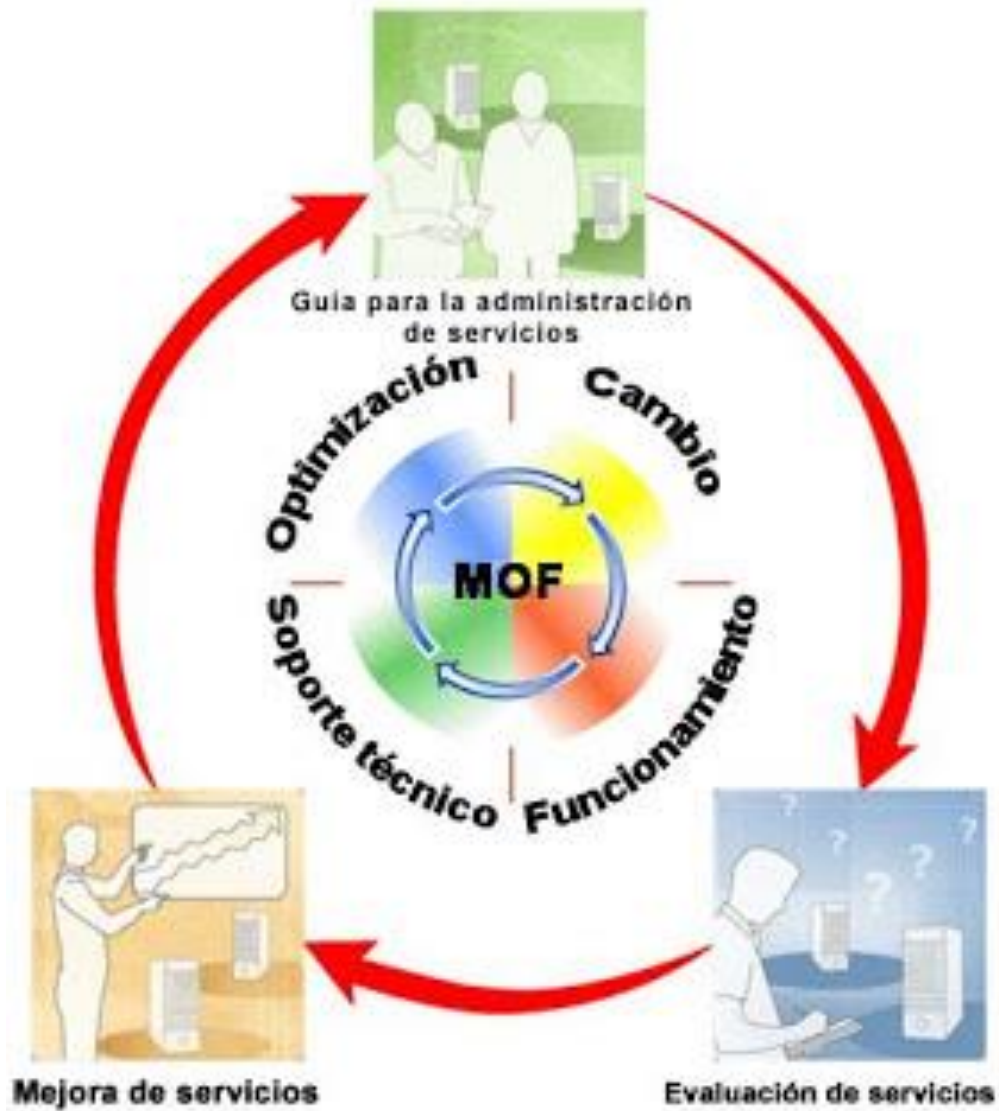 Guia para la administración
de servicios
Optimización
Cambio
MOF
Soporte técnico
Funcionamiento
? ? ? ? ?
Mejora de servicios
Evaluación de servicios